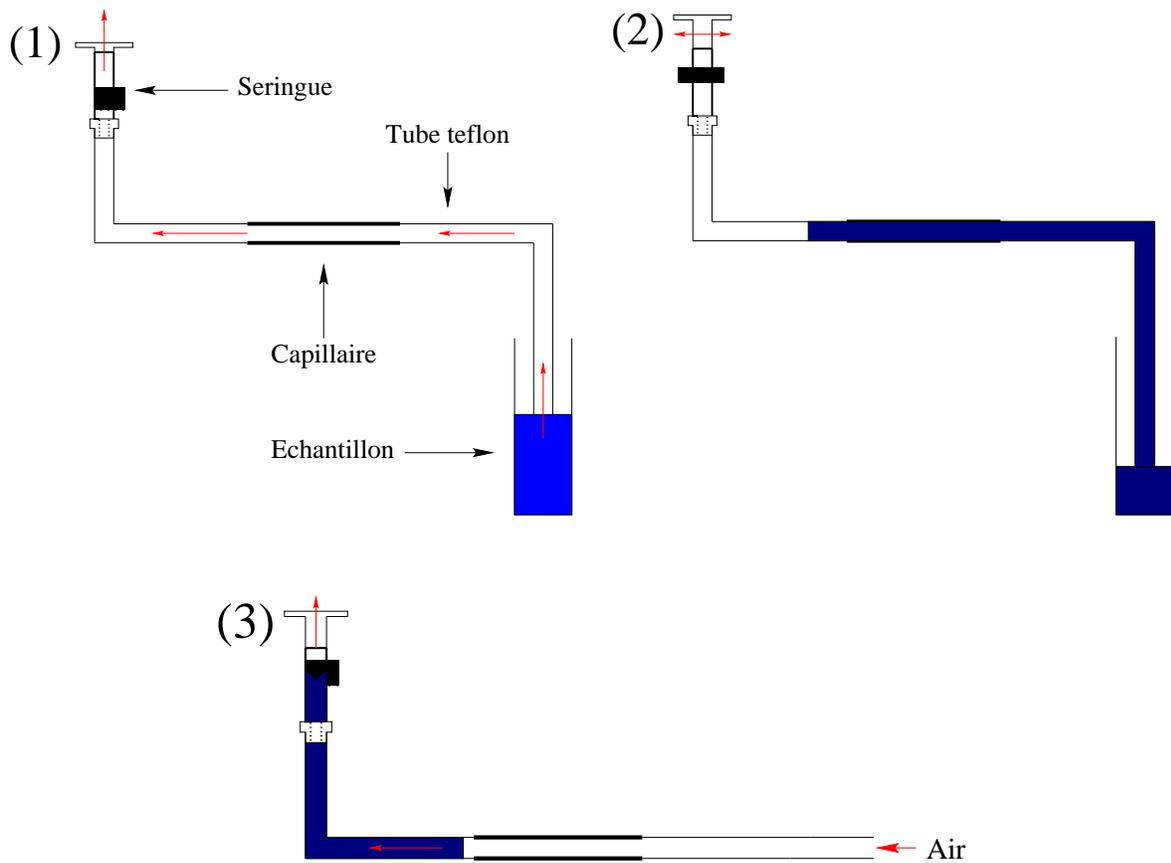 (1)
Seringue
Tube teflon
Capillaire
Echantillon
(2)
(3)
Air